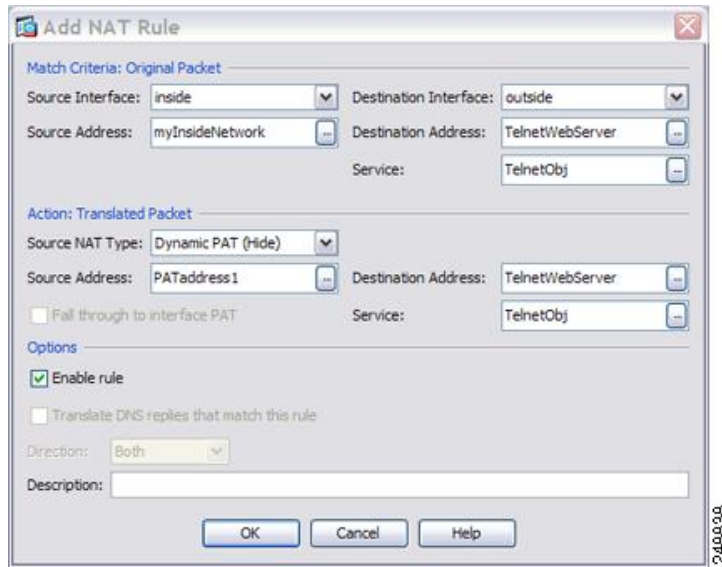 Add NAT Rule
Match Criteria: Original Packet
Source Interface: inside Destination Interface: outside
Source Address: myInsideNetwork ... Destination Address: TelnetWebServer ...
Service: TelnetObj ...
Action: Translated Packet
Source NAT Type: Dynamic PAT (Hide)
Source Address: PATaddress1 ... Destination Address: TelnetWebServer ...
Fall through to interface PAT Service: TelnetObj ...
Options
Enable rule
Translate DNS replies that match this rule
Direction: Both
Description:
OK Cancel Help
248838